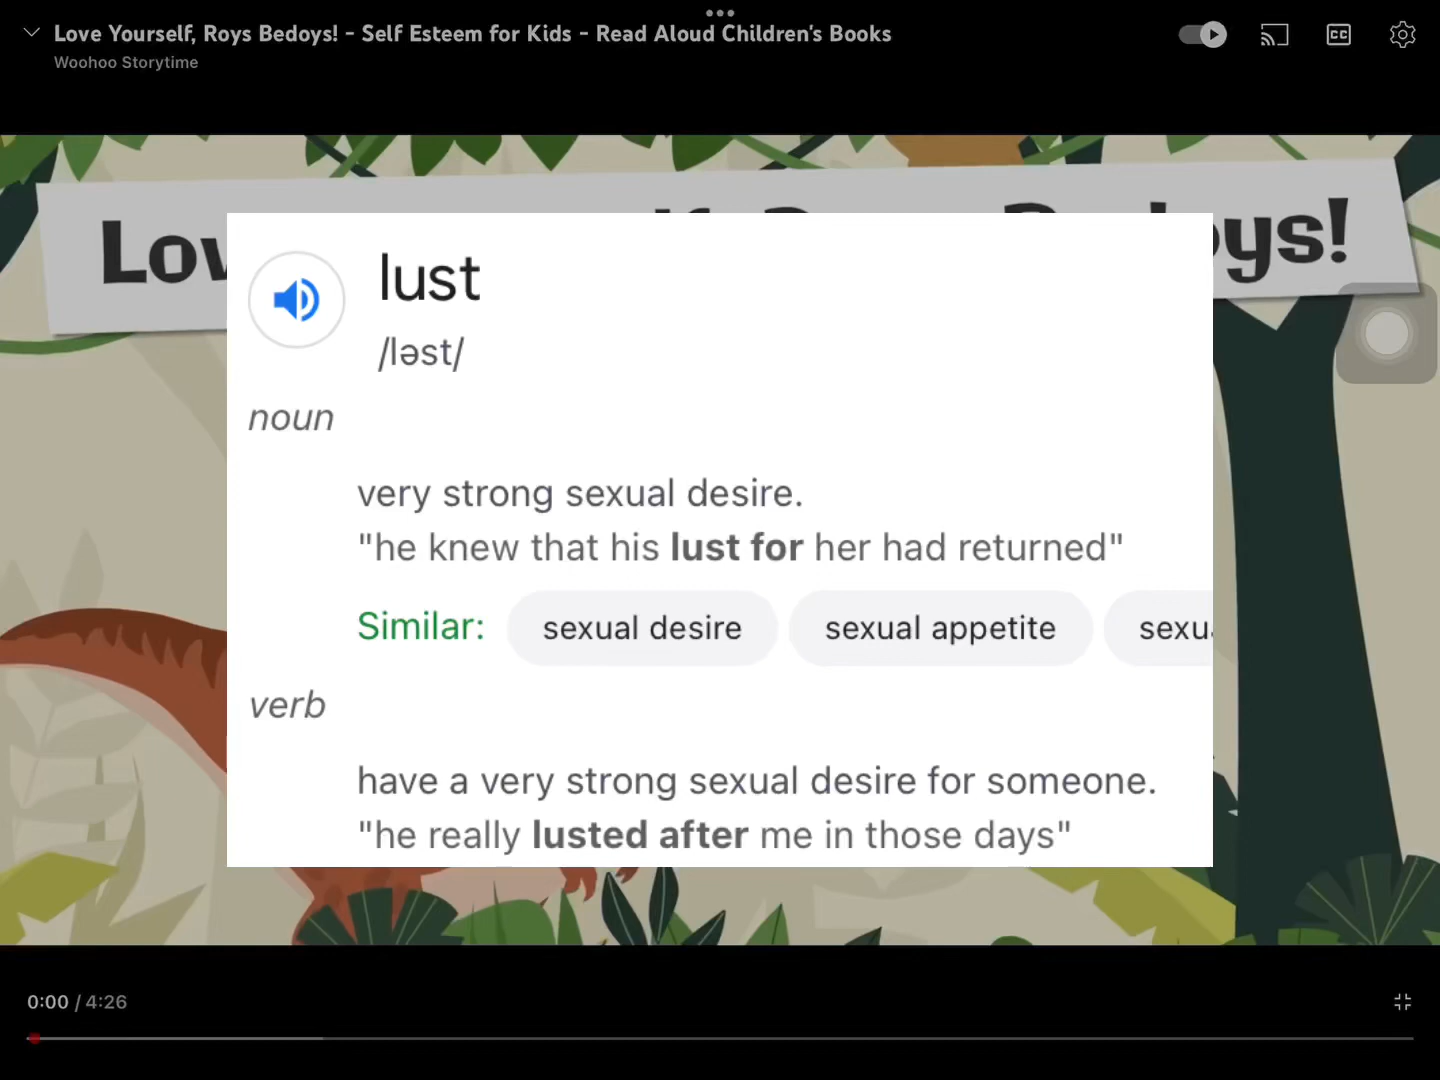 Love Yourself, Roys Bedoys! - Self Esteem for Kids - Read Aloud Children's Books
Woohoo Storytime
CC
lust
/ləst/
noun
very strong sexual desire.
"he knew that his lust for her had returned"
Similar: sexual desire sexual appetite
verb
have a very strong sexual desire for someone.
"he really lusted after me in those days"
0:00 / 4:26